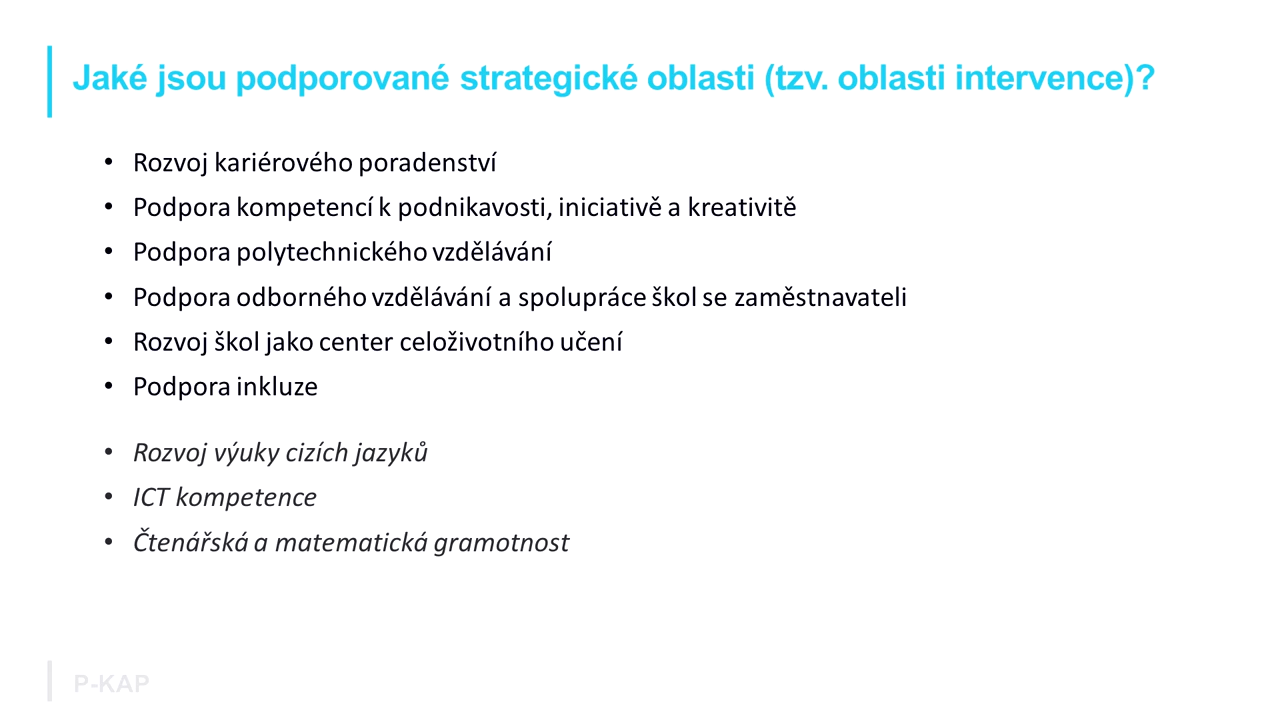 Jaké jsou podporované strategické oblasti (tzv. oblasti intervence)?
• Rozvoj kariérového poradenství
• Podpora kompetencí k podnikavosti, iniciativě a kreativitě
• Podpora polytechnického vzdělávání
• Podpora odborného vzdělávání a spolupráce škol se zaměstnavateli
• Rozvoj škol jako center celoživotního učení
• Podpora inkluze
• Rozvoj výuky cizích jazyků
• ICT kompetence
• Čtenářská a matematická gramotnost
P-KAP